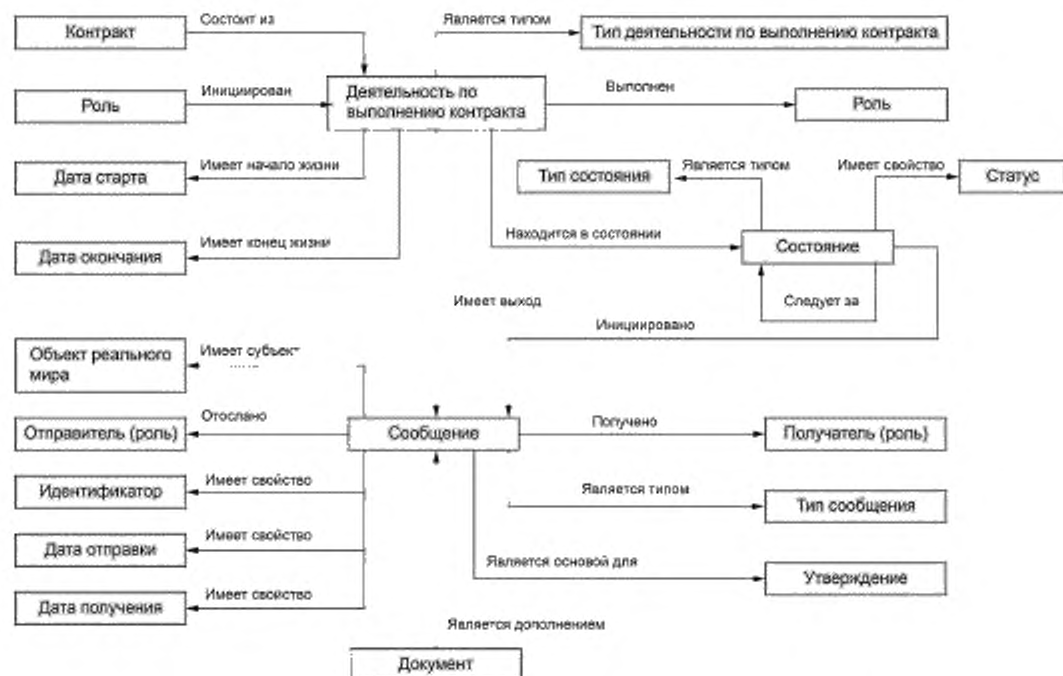 Контракт
Состоит из
Является типом
Тип деятельности по выполнению контракта
Роль
Инициирован
Деятельность по
выполнению контракта
Выполнен
Роль
Дата старта
Имеет начало жизни
Тип состояния
Является типом
Имеет свойство
Статус
Дата окончания
Имеет конец жизни
Находится в состоянии
Состояние
Имеет выход
Следует за
Инициировано
Объект реального
мира
Имеет субъект
Отправитель (роль)
Отослано
Сообщение
Получено
Получатель (роль)
Идентификатор
Имеет свойство
Является типом
Тип сообщения
Дата отправки
Имеет свойство
Является основой для
Утверждение
Дата получения
Имеет свойство
Является дополнением
Документ